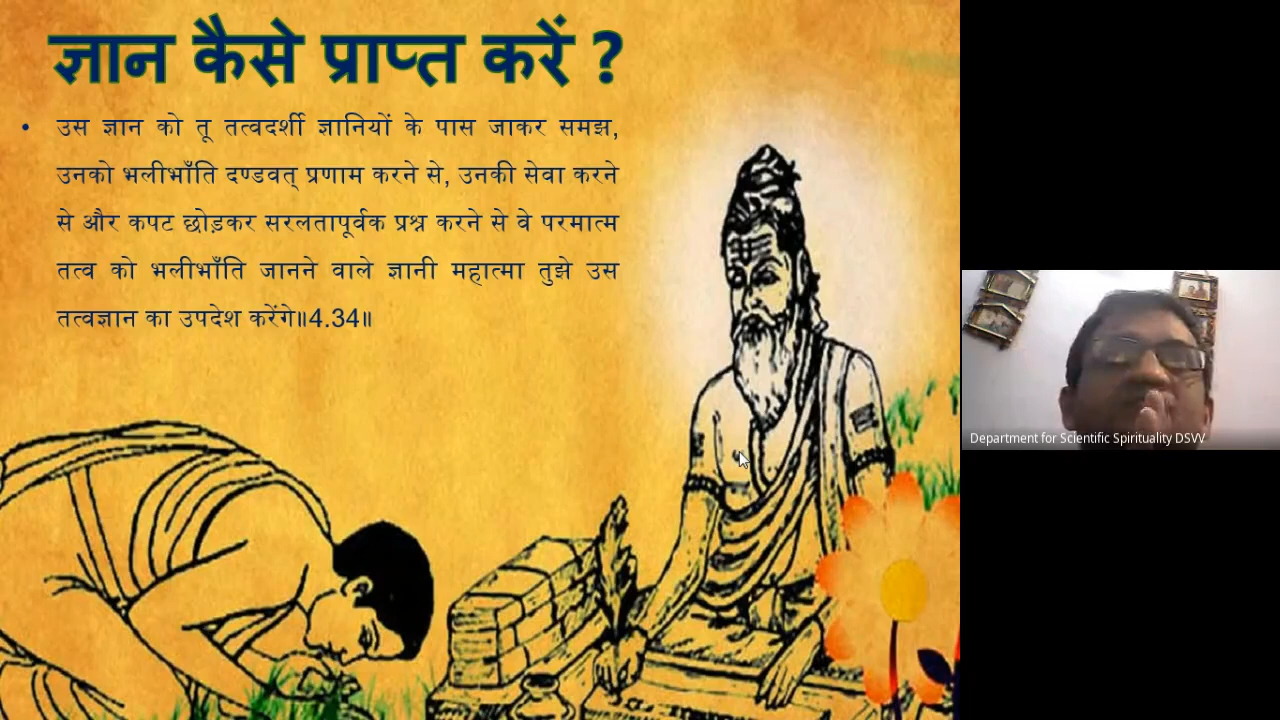 ज्ञान कैसे प्राप्त करें ?
• उस ज्ञान को तू तत्वदर्शी ज्ञानियों के पास जाकर समझ,
उनको भलीभाँति दण्डवत् प्रणाम करने से, उनकी सेवा करने
से और कपट छोड़कर सरलतापूर्वक प्रश्न करने से वे परमात्म
तत्व को भलीभाँति जानने वाले ज्ञानी महात्मा तुझे उस
तत्वज्ञान का उपदेश करेंगे॥4.34॥
Department for Scientific Spirituality DSVV